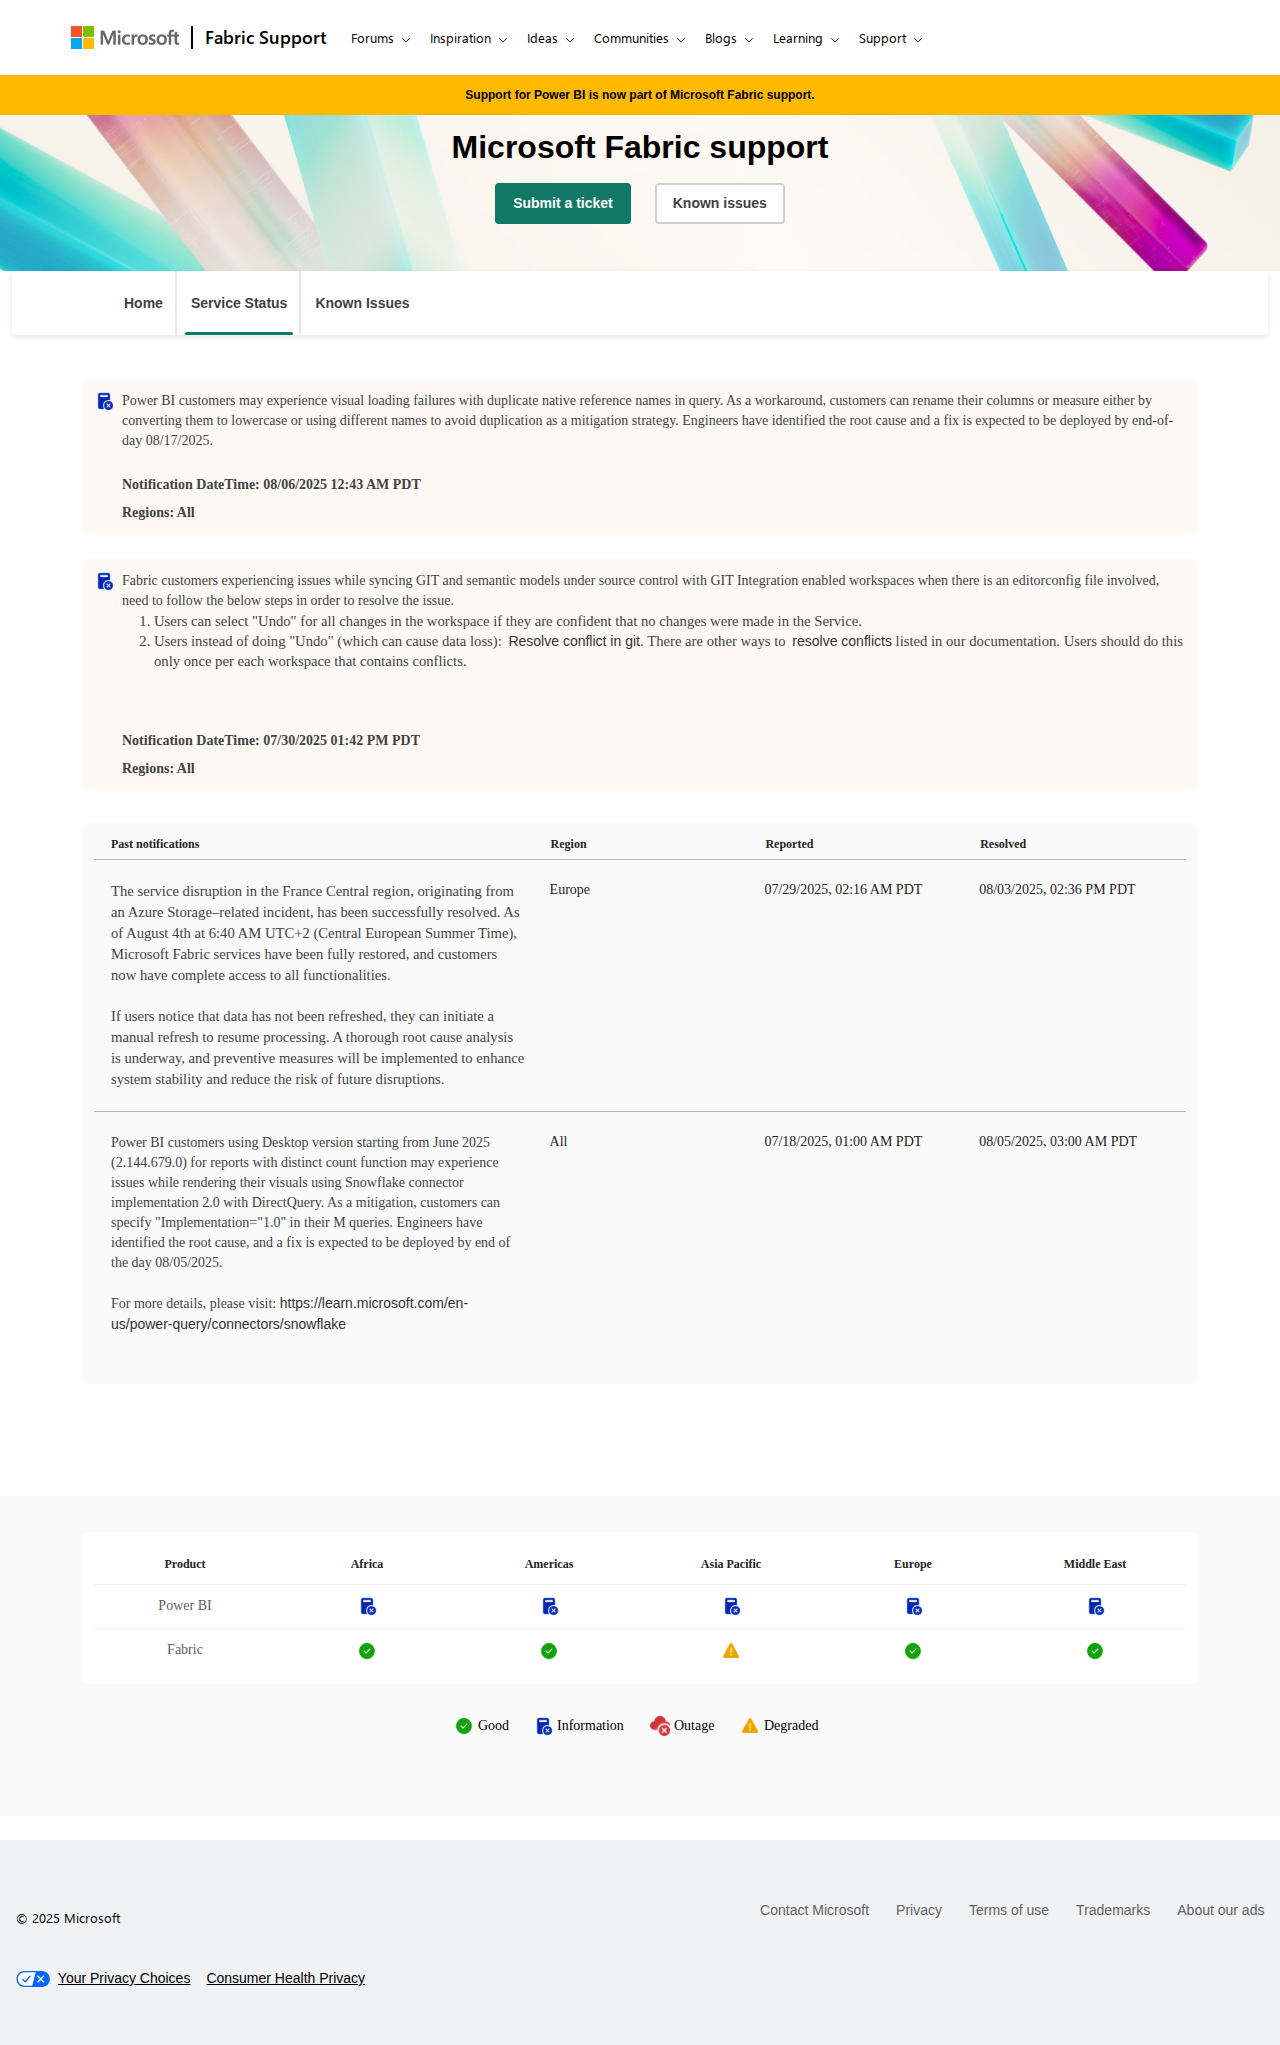 Microsoft Fabric Support Forums Inspiration Ideas Communities Blogs Learning Support
Support for Power BI is now part of Microsoft Fabric support.
Microsoft Fabric support
Submit a ticket Known issues
Home Service Status Known Issues
Power BI customers may experience visual loading failures with duplicate native reference names in query. As a workaround, customers can rename their columns or measure either by
converting them to lowercase or using different names to avoid duplication as a mitigation strategy. Engineers have identified the root cause and a fix is expected to be deployed by end-of-
day 08/17/2025.
Notification DateTime: 08/06/2025 12:43 AM PDT
Regions: All
Fabric customers experiencing issues while syncing GIT and semantic models under source control with GIT Integration enabled workspaces when there is an editorconfig file involved,
need to follow the below steps in order to resolve the issue.
1. Users can select "Undo" for all changes in the workspace if they are confident that no changes were made in the Service.
2. Users instead of doing "Undo" (which can cause data loss): Resolve conflict in git. There are other ways to resolve conflicts listed in our documentation. Users should do this
only once per each workspace that contains conflicts.
Notification DateTime: 07/30/2025 01:42 PM PDT
Regions: All
Past notifications Region Reported Resolved
The service disruption in the France Central region, originating from Europe 07/29/2025, 02:16 AM PDT 08/03/2025, 02:36 PM PDT
an Azure Storage–related incident, has been successfully resolved. As
of August 4th at 6:40 AM UTC+2 (Central European Summer Time),
Microsoft Fabric services have been fully restored, and customers
now have complete access to all functionalities.
If users notice that data has not been refreshed, they can initiate a
manual refresh to resume processing. A thorough root cause analysis
is underway, and preventive measures will be implemented to enhance
system stability and reduce the risk of future disruptions.
Power BI customers using Desktop version starting from June 2025 All 07/18/2025, 01:00 AM PDT 08/05/2025, 03:00 AM PDT
(2.144.679.0) for reports with distinct count function may experience
issues while rendering their visuals using Snowflake connector
implementation 2.0 with DirectQuery. As a mitigation, customers can
specify "Implementation="1.0" in their M queries. Engineers have
identified the root cause, and a fix is expected to be deployed by end of
the day 08/05/2025.
For more details, please visit: https://learn.microsoft.com/en-
us/power-query/connectors/snowflake
Product Africa Americas Asia Pacific Europe Middle East
Power BI
Fabric
Good Information Outage Degraded
Contact Microsoft Privacy Terms of use Trademarks About our ads
© 2025 Microsoft
Your Privacy Choices Consumer Health Privacy